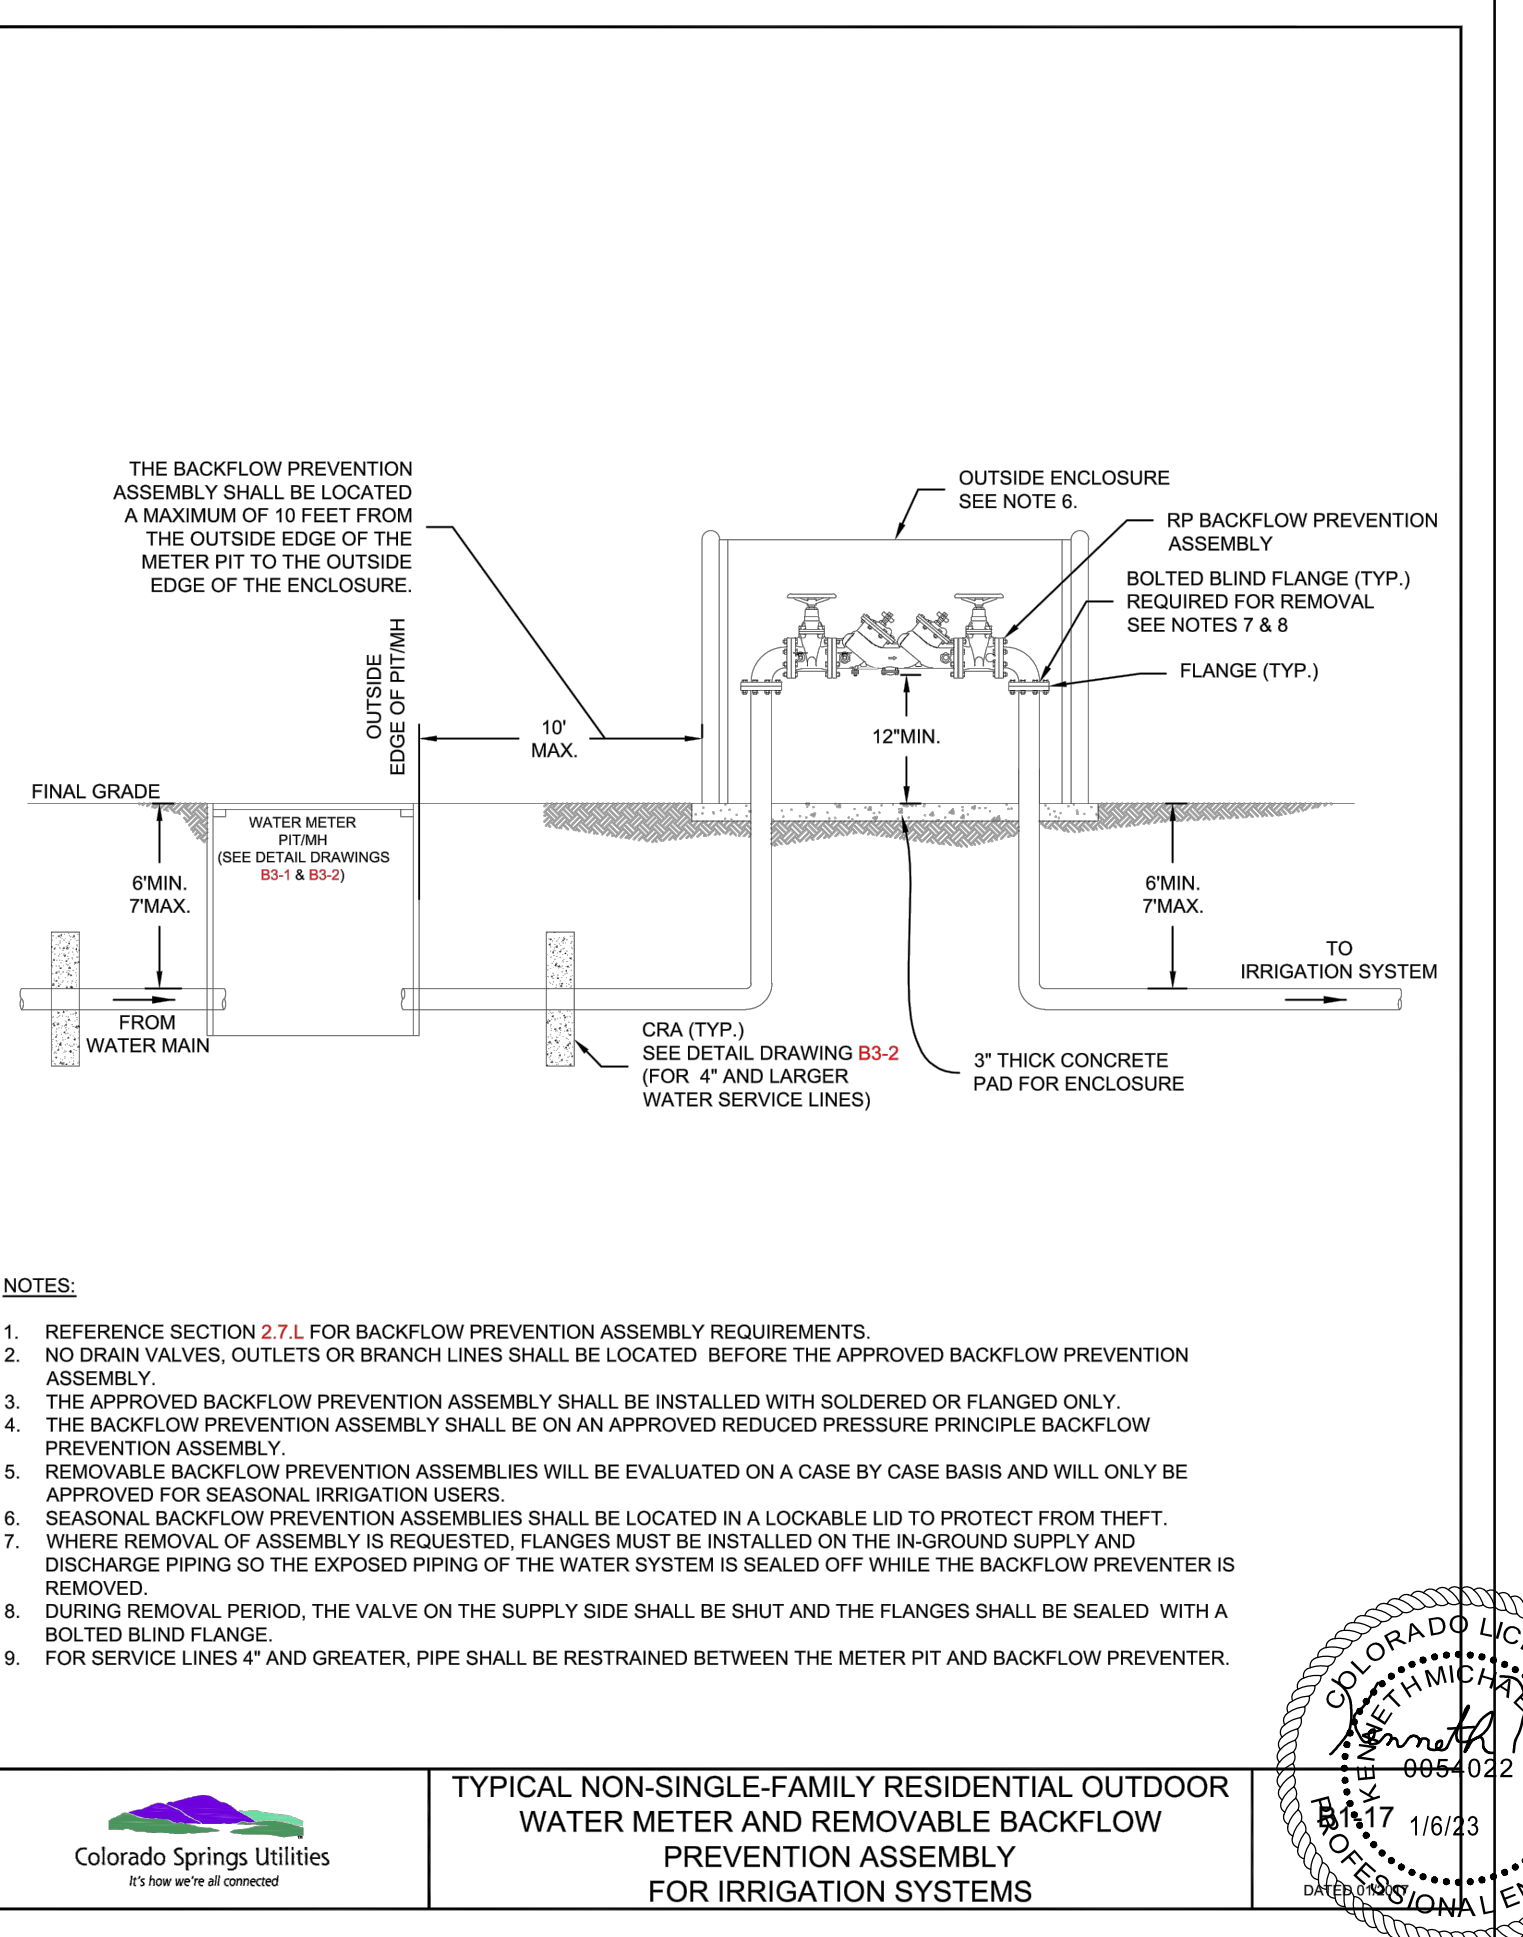 THE BACKFLOW PREVENTION
ASSEMBLY SHALL BE LOCATED
A MAXIMUM OF 10 FEET FROM
THE OUTSIDE EDGE OF THE
METER PIT TO THE OUTSIDE
EDGE OF THE ENCLOSURE.
OUTSIDE ENCLOSURE
SEE NOTE 6.
RP BACKFLOW PREVENTION
ASSEMBLY
BOLTED BLIND FLANGE (TYP.)
REQUIRED FOR REMOVAL
SEE NOTES 7 & 8
FLANGE (TYP.)
OUTSIDE
EDGE OF PIT/MH
10'
MAX.
12"MIN.
FINAL GRADE
WATER METER
PIT/MH
(SEE DETAIL DRAWINGS
B3-1 & B3-2)
6'MIN.
7'MAX.
6'MIN.
7'MAX.
TO
IRRIGATION SYSTEM
FROM
WATER MAIN
CRA (TYP.)
SEE DETAIL DRAWING B3-2
(FOR 4" AND LARGER
WATER SERVICE LINES)
3" THICK CONCRETE
PAD FOR ENCLOSURE
NOTES:
1. REFERENCE SECTION 2.7.L FOR BACKFLOW PREVENTION ASSEMBLY REQUIREMENTS.
2. NO DRAIN VALVES, OUTLETS OR BRANCH LINES SHALL BE LOCATED BEFORE THE APPROVED BACKFLOW PREVENTION
ASSEMBLY.
3. THE APPROVED BACKFLOW PREVENTION ASSEMBLY SHALL BE INSTALLED WITH SOLDERED OR FLANGED ONLY.
4. THE BACKFLOW PREVENTION ASSEMBLY SHALL BE ON AN APPROVED REDUCED PRESSURE PRINCIPLE BACKFLOW
PREVENTION ASSEMBLY.
5. REMOVABLE BACKFLOW PREVENTION ASSEMBLIES WILL BE EVALUATED ON A CASE BY CASE BASIS AND WILL ONLY BE
APPROVED FOR SEASONAL IRRIGATION USERS.
6. SEASONAL BACKFLOW PREVENTION ASSEMBLIES SHALL BE LOCATED IN A LOCKABLE LID TO PROTECT FROM THEFT.
7. WHERE REMOVAL OF ASSEMBLY IS REQUESTED, FLANGES MUST BE INSTALLED ON THE IN-GROUND SUPPLY AND
DISCHARGE PIPING SO THE EXPOSED PIPING OF THE WATER SYSTEM IS SEALED OFF WHILE THE BACKFLOW PREVENTER IS
REMOVED.
8. DURING REMOVAL PERIOD, THE VALVE ON THE SUPPLY SIDE SHALL BE SHUT AND THE FLANGES SHALL BE SEALED WITH A
BOLTED BLIND FLANGE.
9. FOR SERVICE LINES 4" AND GREATER, PIPE SHALL BE RESTRAINED BETWEEN THE METER PIT AND BACKFLOW PREVENTER.
Colorado Springs Utilities
It's how we're all connected
TYPICAL NON-SINGLE-FAMILY RESIDENTIAL OUTDOOR
WATER METER AND REMOVABLE BACKFLOW
PREVENTION ASSEMBLY
FOR IRRIGATION SYSTEMS
B1-17
DATED 01/2017
COLORADO LIC
KENNETH MICHA
Kenneth
0054022
1/6/23
PROFESSIONAL EN